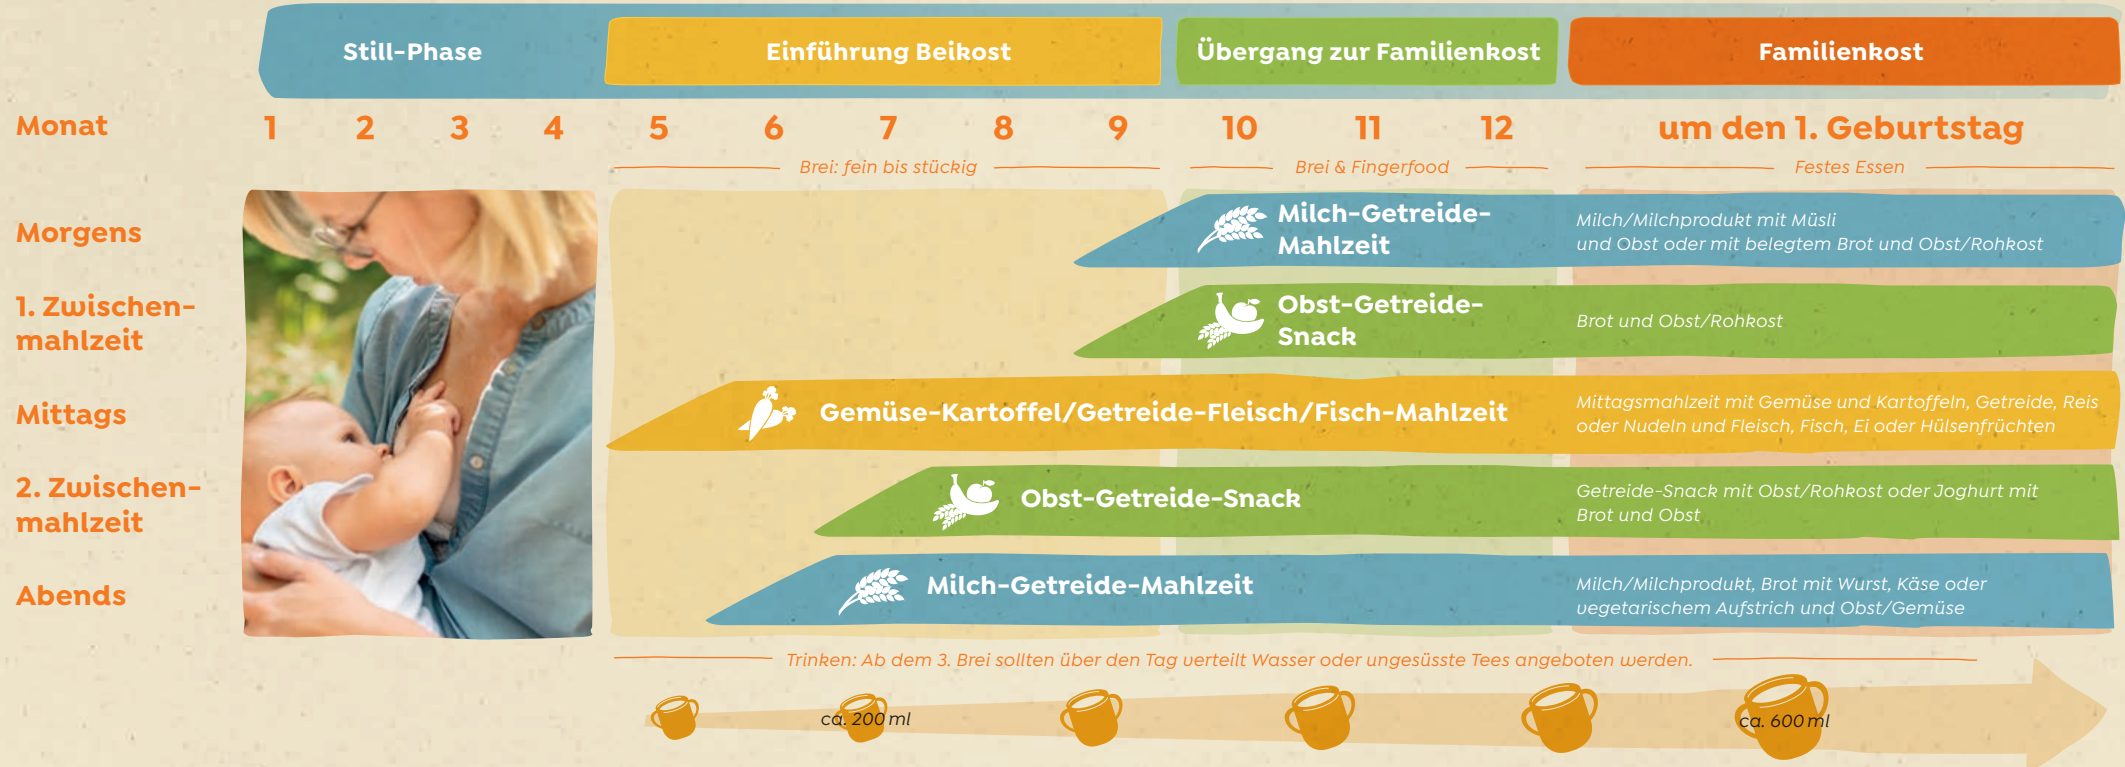 Still-Phase
Einführung Beikost
Übergang zur Familienkost
Familienkost
Monat
1 2 3 4 5 6 7 8 9 10 11 12 um den 1. Geburtstag
Brei: fein bis stückig
Brei & Fingerfood
Festes Essen
Morgens
Milch-Getreide-
Mahlzeit
Milch/Milchprodukt mit Müsli
und Obst oder mit belegtem Brot und Obst/Rohkost
1. Zwischen-
mahlzeit
Obst-Getreide-
Snack
Brot und Obst/Rohkost
Mittags
Gemüse-Kartoffel/Getreide-Fleisch/Fisch-Mahlzeit
Mittagsmahlzeit mit Gemüse und Kartoffeln, Getreide, Reis
oder Nudeln und Fleisch, Fisch, Ei oder Hülsenfrüchten
2. Zwischen-
mahlzeit
Obst-Getreide-Snack
Getreide-Snack mit Obst/Rohkost oder Joghurt mit
Brot und Obst
Abends
Milch-Getreide-Mahlzeit
Milch/Milchprodukt, Brot mit Wurst, Käse oder
vegetarischem Aufstrich und Obst/Gemüse
Trinken: Ab dem 3. Brei sollten über den Tag verteilt Wasser oder ungesüsste Tees angeboten werden.
ca. 200 ml
ca. 600 ml